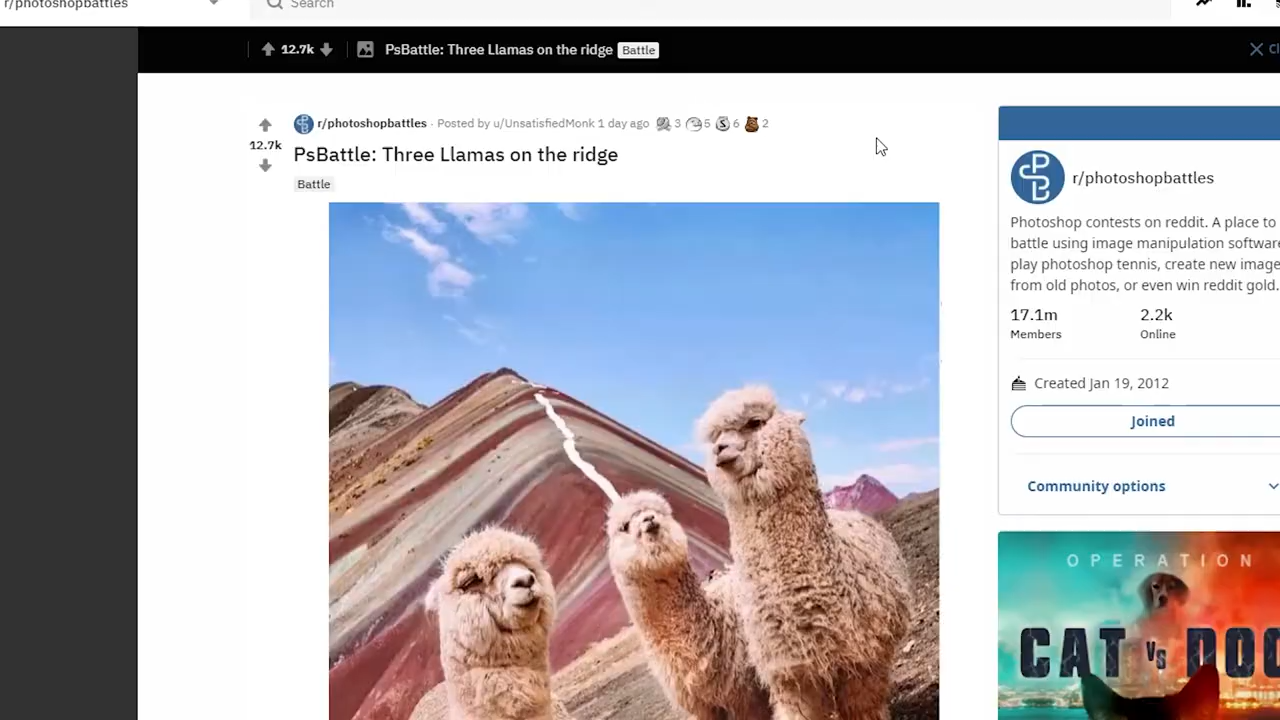 r/photoshopbattles
Search
12.7k
PsBattle: Three Llamas on the ridge
Battle
r/photoshopbattles · Posted by u/UnsatisfiedMonk 1 day ago
3
5
S
6
2
12.7k
PsBattle: Three Llamas on the ridge
Battle
r/photoshopbattles
Photoshop contests on reddit. A place to
battle using image manipulation software
play photoshop tennis, create new image
from old photos, or even win reddit gold.
17.1m
2.2k
Members
Online
Created Jan 19, 2012
Joined
Community options
OPERATION
CAT vs DOG